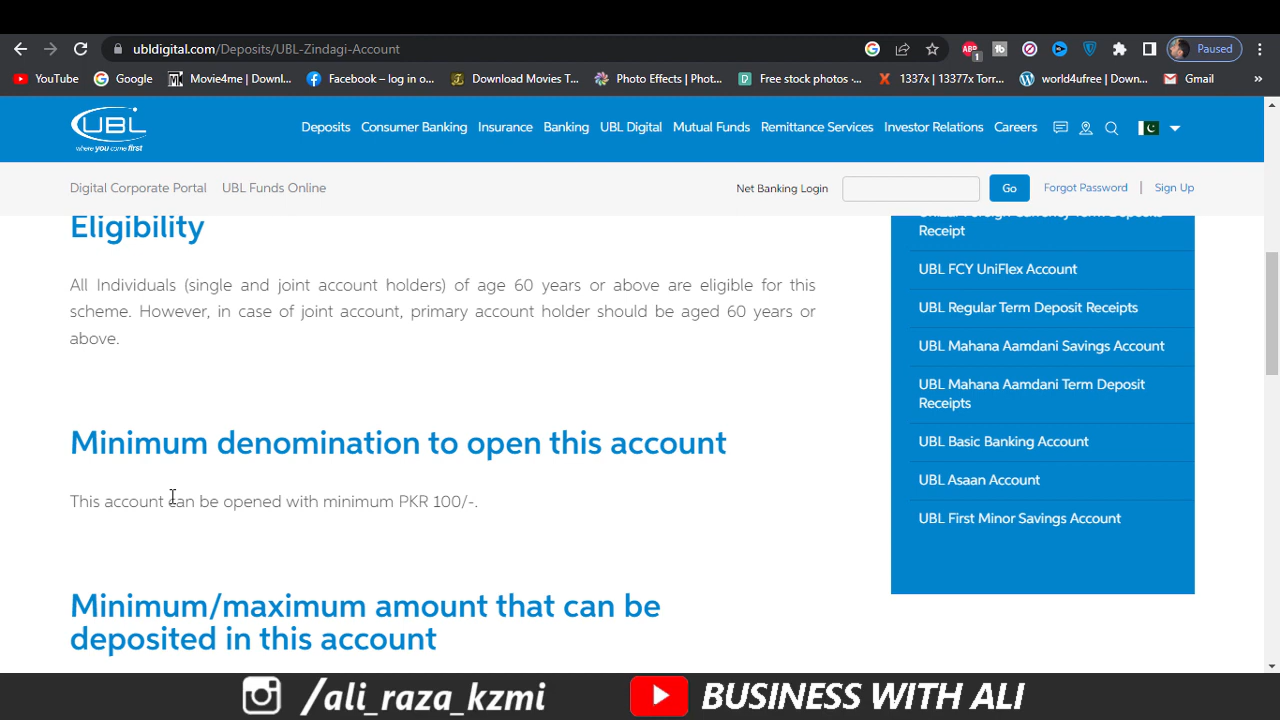 ubldigital.com/Deposits/UBL-Zindagi-Account
ABP
1
Paused
YouTube
Google
Movie4me | Downl...
Facebook – log in o...
Download Movies T...
Photo Effects | Phot...
Free stock photos ·...
1337x | 13377x Torr...
world4ufree | Down...
Gmail
»
UBL
where you come first
Deposits
Consumer Banking
Insurance
Banking
UBL Digital
Mutual Funds
Remittance Services
Investor Relations
Careers
Digital Corporate Portal
UBL Funds Online
Net Banking Login
Go
Forgot Password
|
Sign Up
Eligibility
All Individuals (single and joint account holders) of age 60 years or above are eligible for this
scheme. However, in case of joint account, primary account holder should be aged 60 years or
above.
Minimum denomination to open this account
This account can be opened with minimum PKR 100/-.
Minimum/maximum amount that can be
deposited in this account
Foreign Currency Term Deposits
Receipt
UBL FCY UniFlex Account
UBL Regular Term Deposit Receipts
UBL Mahana Aamdani Savings Account
UBL Mahana Aamdani Term Deposit
Receipts
UBL Basic Banking Account
UBL Asaan Account
UBL First Minor Savings Account
/ali_raza_kzmi
BUSINESS WITH ALI